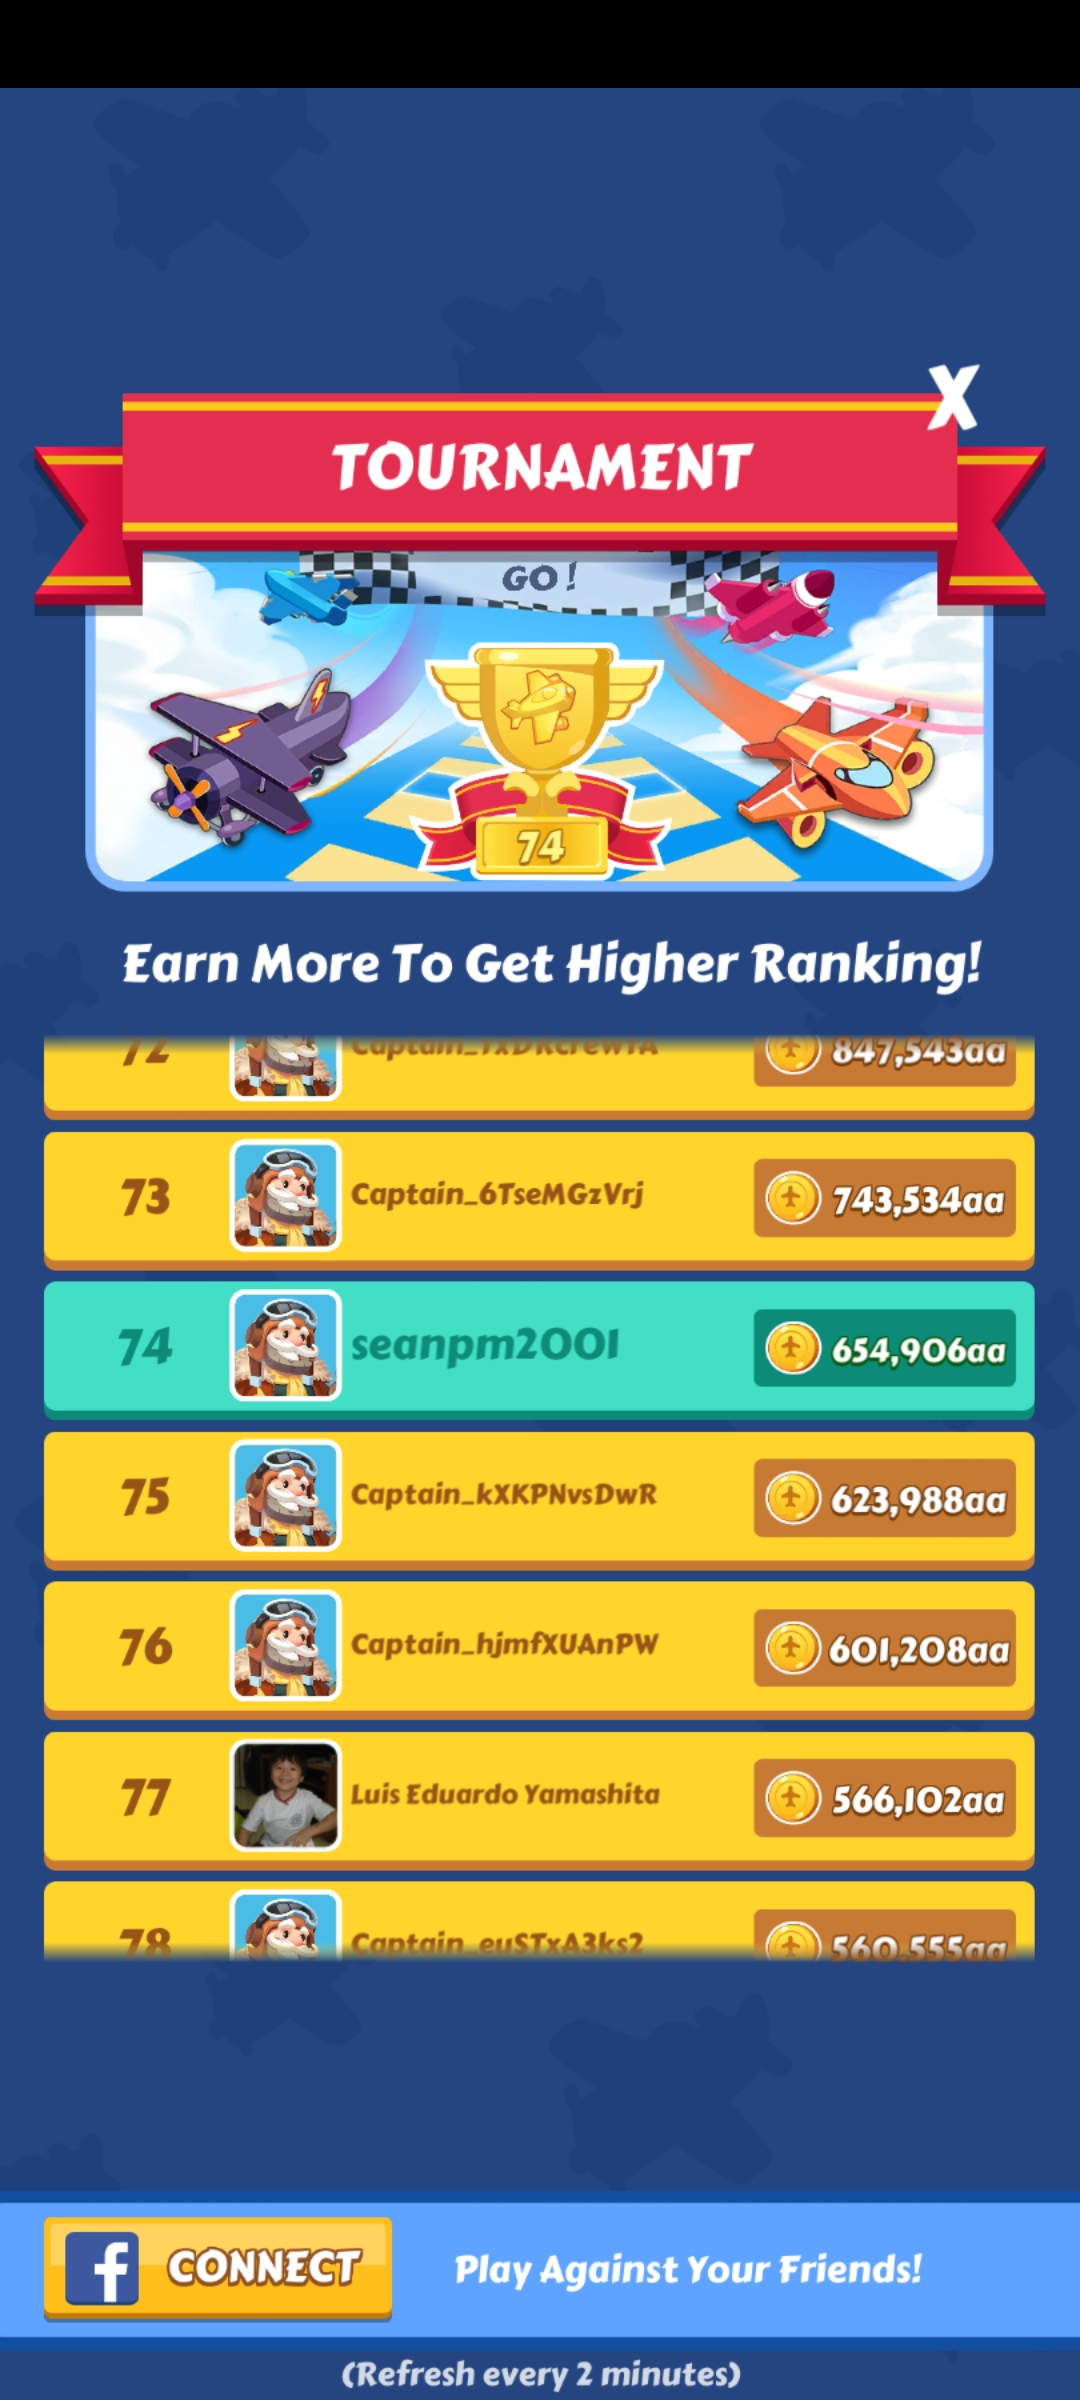 X
TOURNAMENT
GO!
74
Earn More To Get Higher Ranking!
72 847,543aa
73 Captain_6TseMGzVrj 743,534aa
74 seanpm2001 654,906aa
75 Captain_kXKPNvsDwR 623,988aa
76 Captain_hjmfXUAnPW 601,208aa
77 Luis Eduardo Yamashita 566,102aa
78 Captain_euSTxA3ks2 560,555aa
f CONNECT Play Against Your Friends!
(Refresh every 2 minutes)